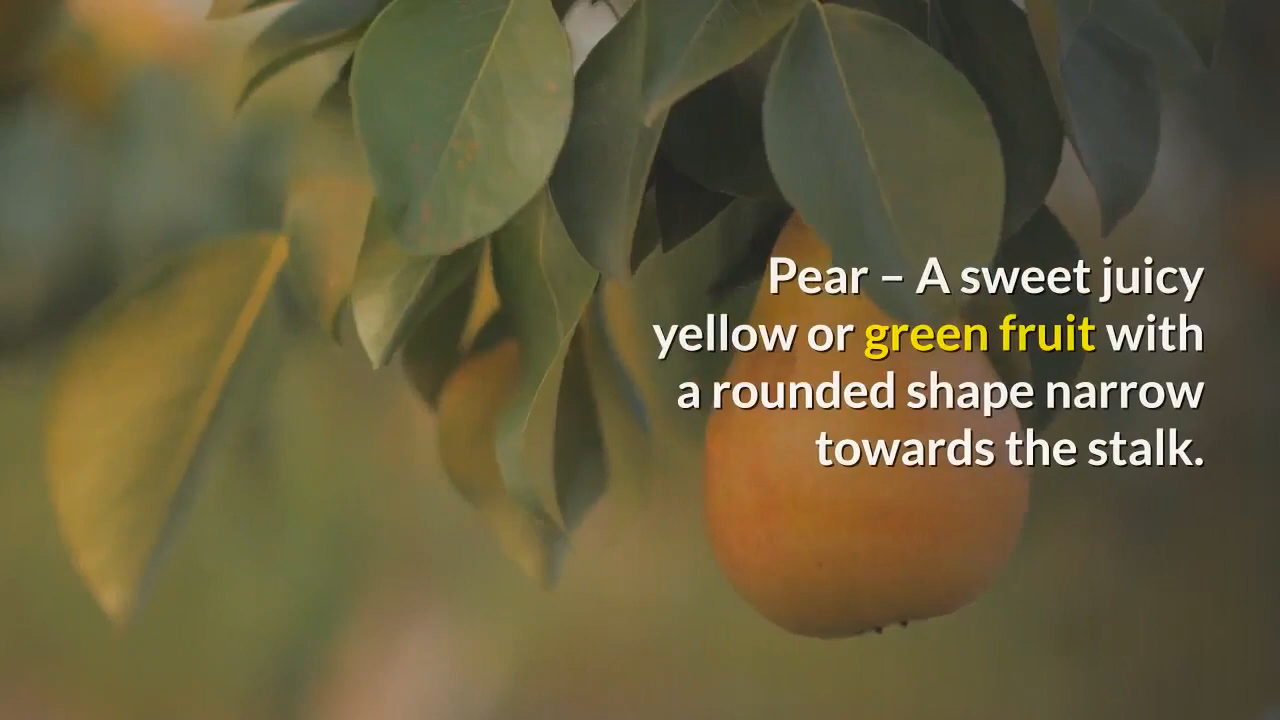 Pear – A sweet juicy
yellow or green fruit with
a rounded shape narrow
towards the stalk.